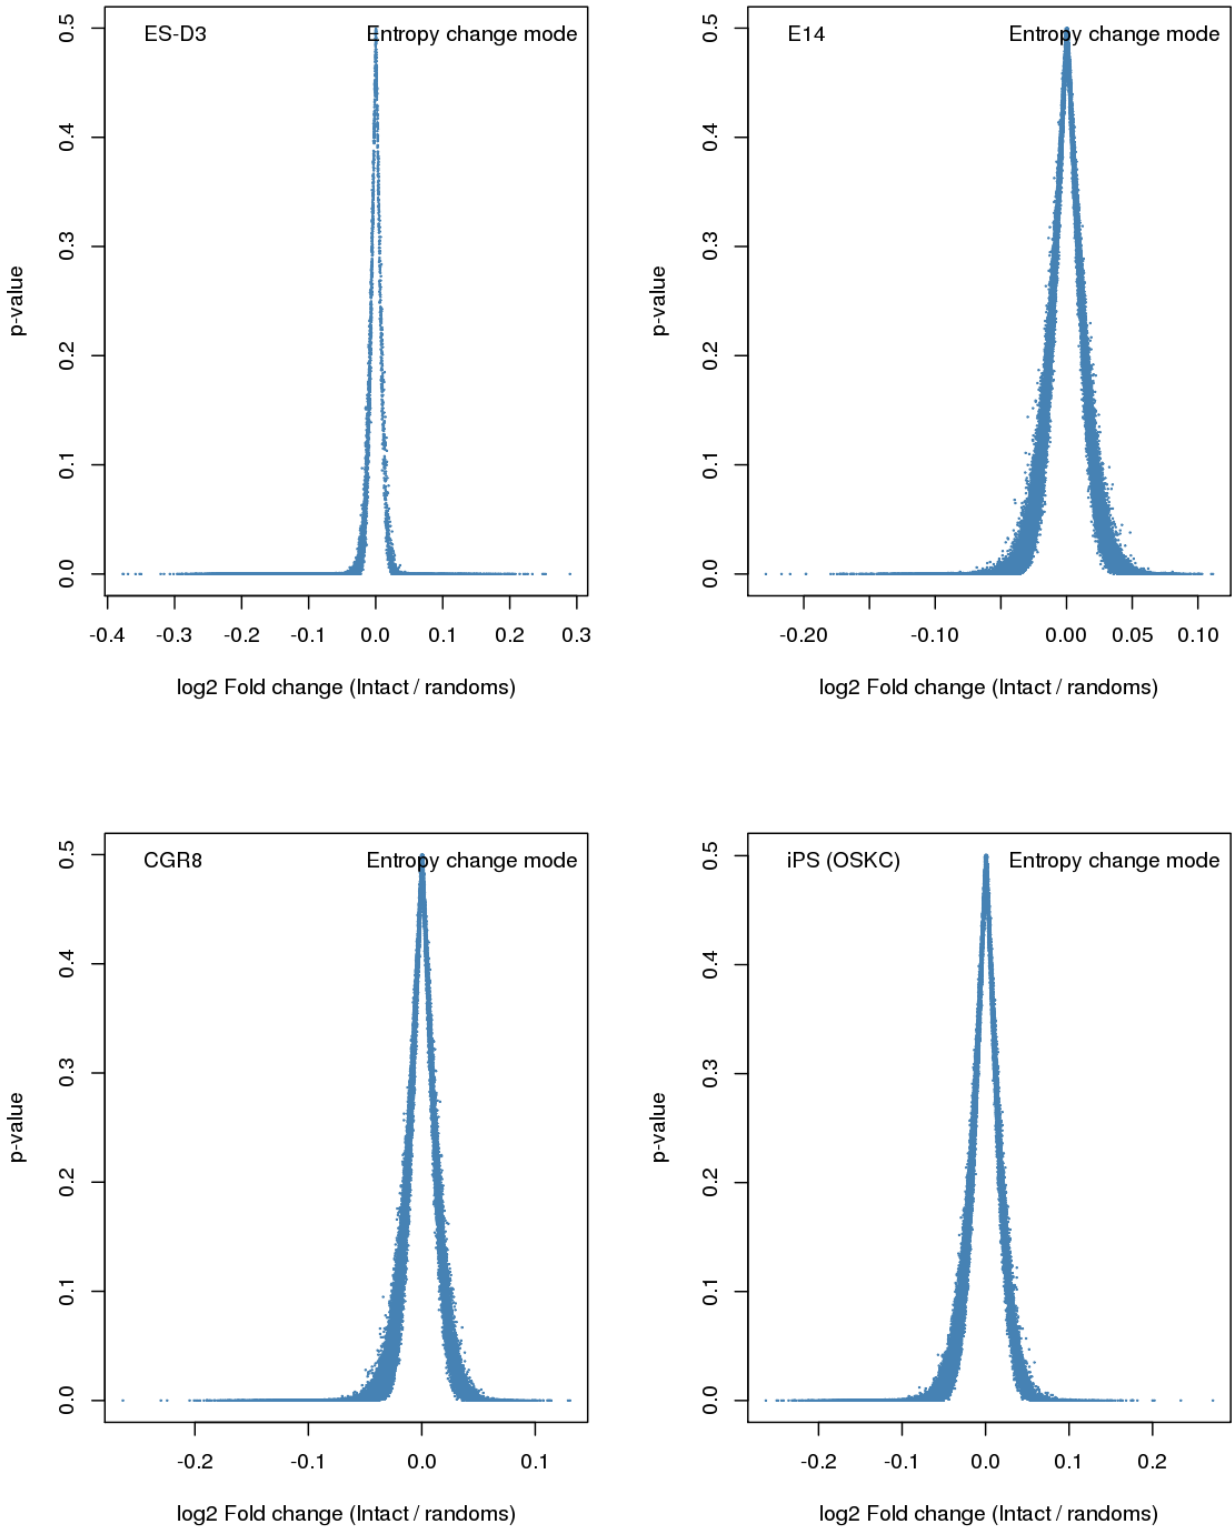 ES-D3 Entropy change mode
0.5
0.4
0.3
0.2
0.1
0.0
p-value
-0.4 -0.3 -0.2 -0.1 0.0 0.1 0.2 0.3
log2 Fold change (Intact / randoms)
E14 Entropy change mode
0.5
0.4
0.3
0.2
0.1
0.0
p-value
-0.20 -0.10 0.00 0.05 0.10
log2 Fold change (Intact / randoms)
CGR8 Entropy change mode
0.5
0.4
0.3
0.2
0.1
0.0
p-value
-0.2 -0.1 0.0 0.1
log2 Fold change (Intact / randoms)
iPS (OSKC) Entropy change mode
0.5
0.4
0.3
0.2
0.1
0.0
p-value
-0.2 -0.1 0.0 0.1 0.2
log2 Fold change (Intact / randoms)